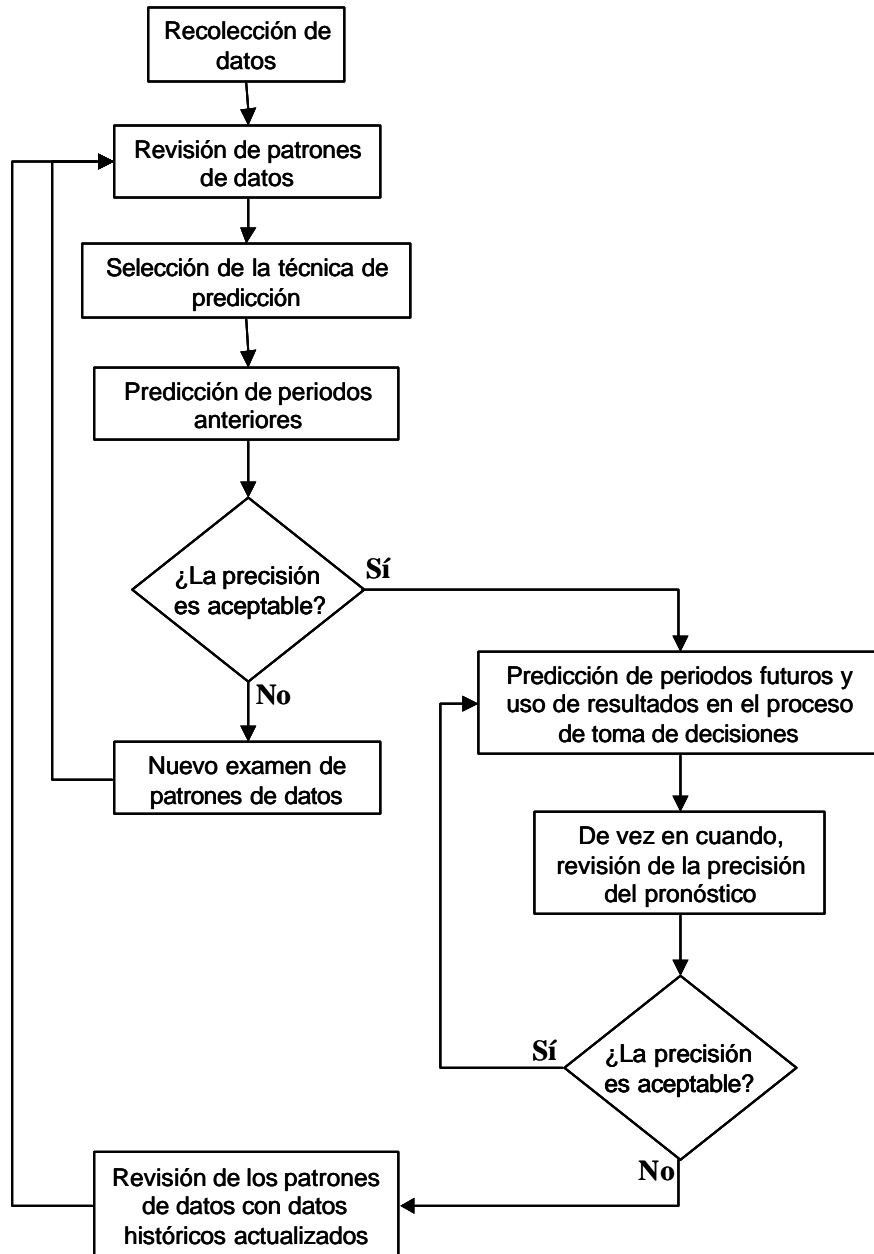 Recolección de
datos
Revisión de patrones
de datos
Selección de la técnica de
predicción
Predicción de periodos
anteriores
¿La precisión
es aceptable?
Sí
No
Nuevo examen de
patrones de datos
Predicción de periodos futuros y
uso de resultados en el proceso
de toma de decisiones
De vez en cuando,
revisión de la precisión
del pronóstico
¿La precisión
es aceptable?
Sí
No
Revisión de los patrones
de datos con datos
históricos actualizados